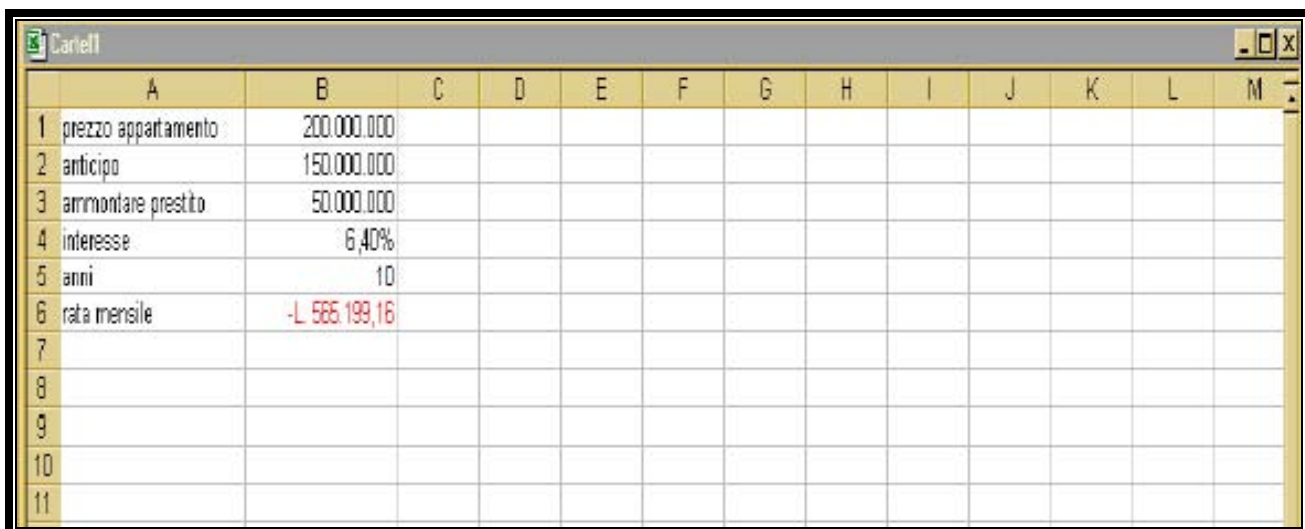 Cartel1
A B C D E F G H I J K L M
1 prezzo appartamento : 200.000.000
2 anticipo 150.000.000
3 ammontare prestito 50.000.000
4 interesse 6,40%
5 anni 10
6 rata mensile -L. 565.199,16
7
8
9
10
11